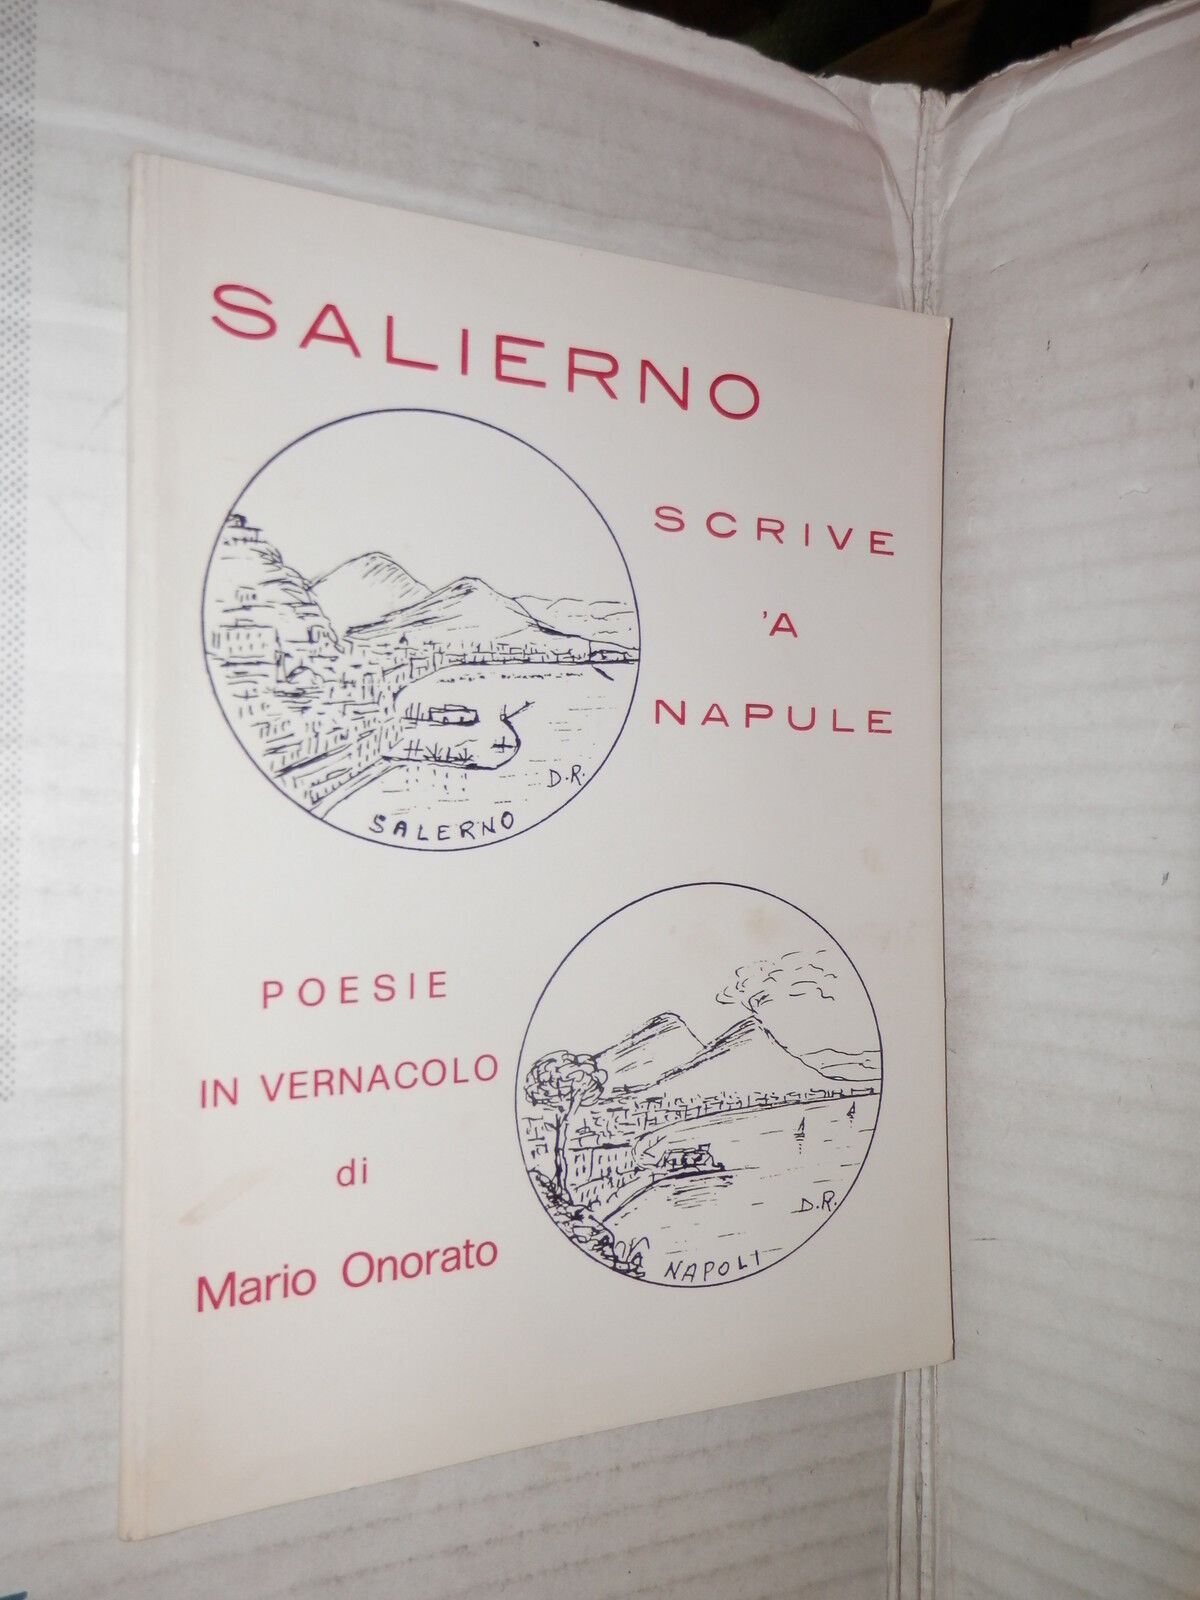 SALIERNO
SCRIVE
'A
NAPULE
D.R.
SALERNO
POESIE
IN VERNACOLO
di
Mario Onorato
D.R.
NAPOLI